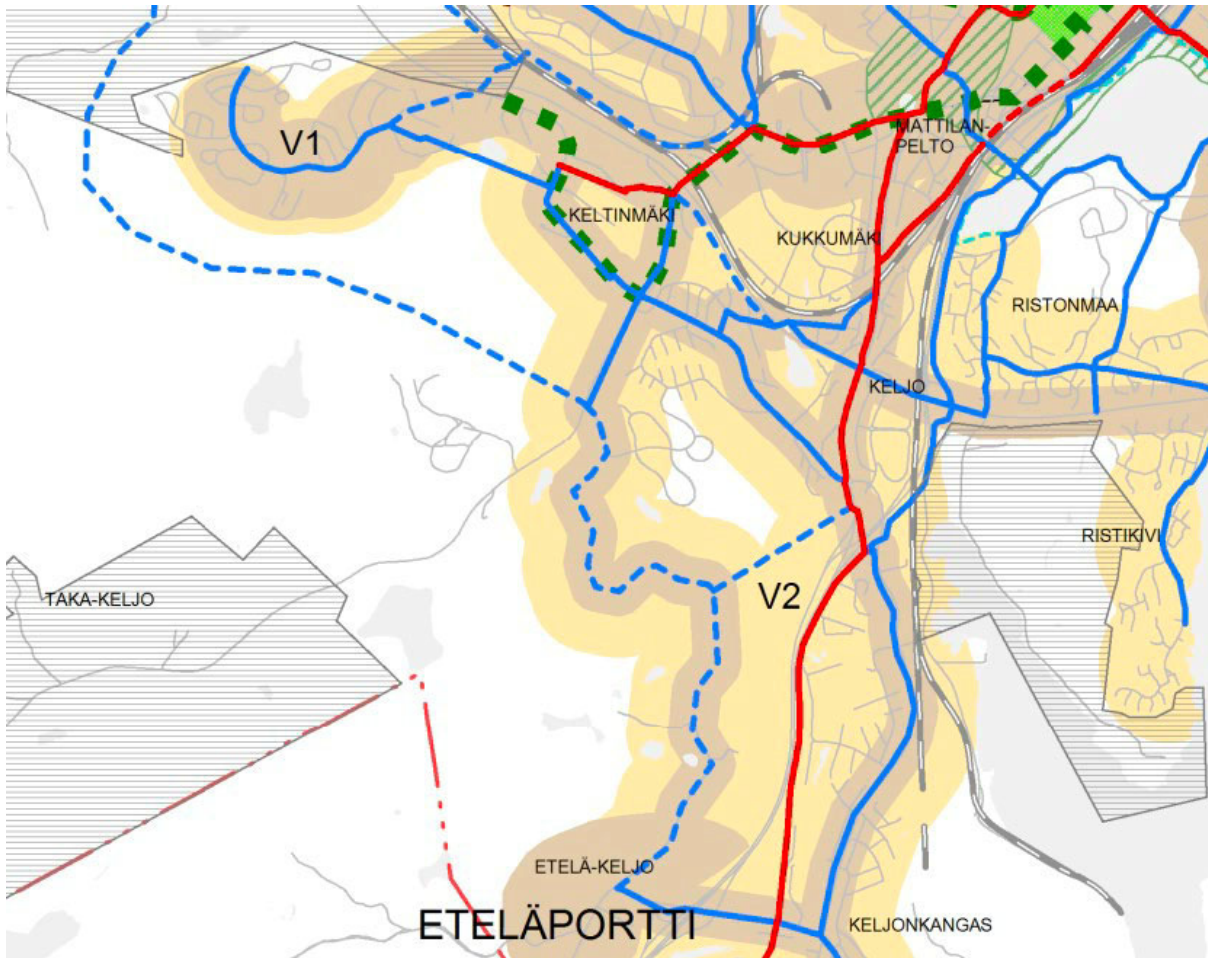 MATTILAN-
PELTO
V1
KELTINMÄKI
KUKKUMÄKI
RISTONMAA
KELJO
RISTIKIVI
TAKA-KELJO
V2
ETELÄ-KELJO
ETELÄPORTTI
KELJONKANGAS